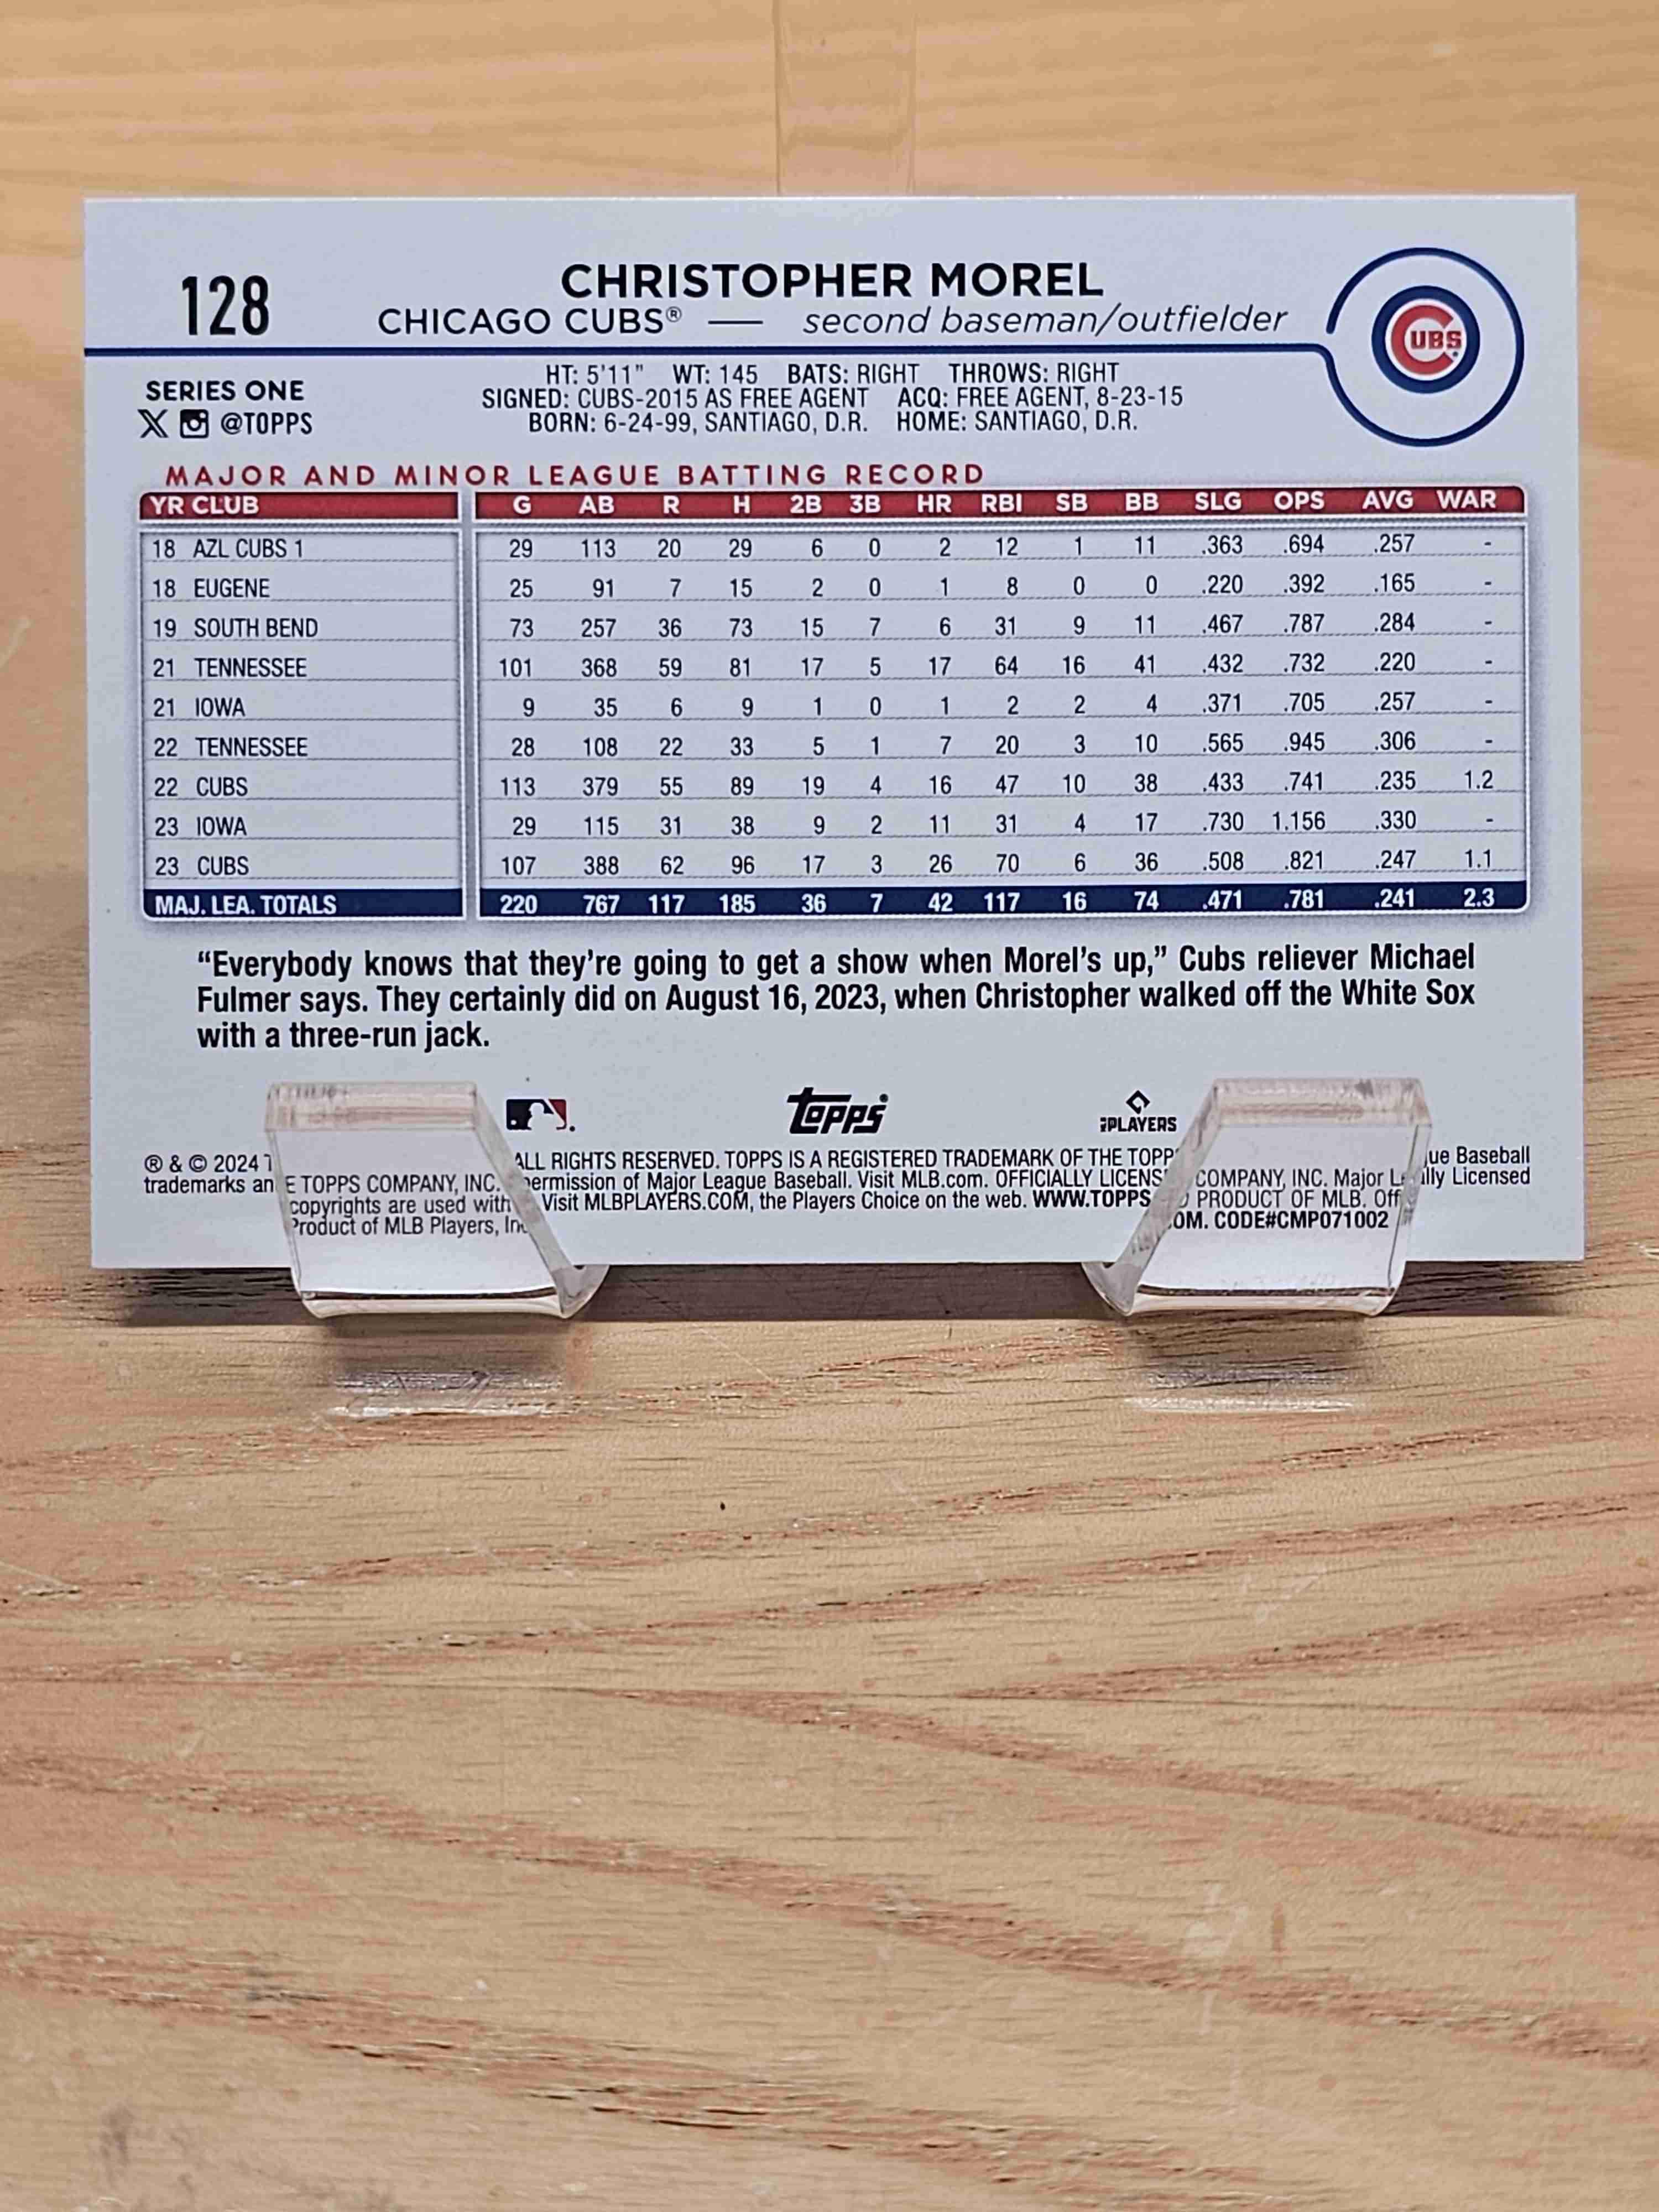 128
CHRISTOPHER MOREL
CHICAGO CUBS® — second baseman/outfielder
CUBS
SERIES ONE
@TOPPS
HT: 5'11" WT: 145 BATS: RIGHT THROWS: RIGHT
SIGNED: CUBS-2015 AS FREE AGENT ACQ: FREE AGENT, 8-23-15
BORN: 6-24-99, SANTIAGO, D.R. HOME: SANTIAGO, D.R.
MAJOR AND MINOR LEAGUE BATTING RECORD
YR CLUB G AB R H 2B 3B HR RBI SB BB SLG OPS AVG WAR
18 AZL CUBS 1 29 113 20 29 6 0 2 12 1 11 .363 .694 .257 -
18 EUGENE 25 91 7 15 2 0 1 8 0 0 .220 .392 .165 -
19 SOUTH BEND 73 257 36 73 15 7 6 31 9 11 .467 .787 .284 -
21 TENNESSEE 101 368 59 81 17 5 17 64 16 41 .432 .732 .220 -
21 IOWA 9 35 6 9 1 0 1 2 2 4 .371 .705 .257 -
22 TENNESSEE 28 108 22 33 5 1 7 20 3 10 .565 .945 .306 -
22 CUBS 113 379 55 89 19 4 16 47 10 38 .433 .741 .235 1.2
23 IOWA 29 115 31 38 9 2 11 31 4 17 .730 1.156 .330 -
23 CUBS 107 388 62 96 17 3 26 70 6 36 .508 .821 .247 1.1
MAJ. LEA. TOTALS 220 767 117 185 36 7 42 117 16 74 .471 .781 .241 2.3
“Everybody knows that they’re going to get a show when Morel’s up,” Cubs reliever Michael
Fulmer says. They certainly did on August 16, 2023, when Christopher walked off the White Sox
with a three-run jack.
topps
PLAYERS
® & © 2024 TOPPS COMPANY, INC. ALL RIGHTS RESERVED. TOPPS IS A REGISTERED TRADEMARK OF THE TOPPS COMPANY, INC. Major League Baseball
trademarks and copyrights are used with permission of Major League Baseball. Visit MLB.com. OFFICIALLY LICENSED PRODUCT OF MLB. Officially Licensed
Product of MLB Players, Inc. Visit MLBPLAYERS.COM, the Players Choice on the web. WWW.TOPPS.COM. CODE#CMP071002